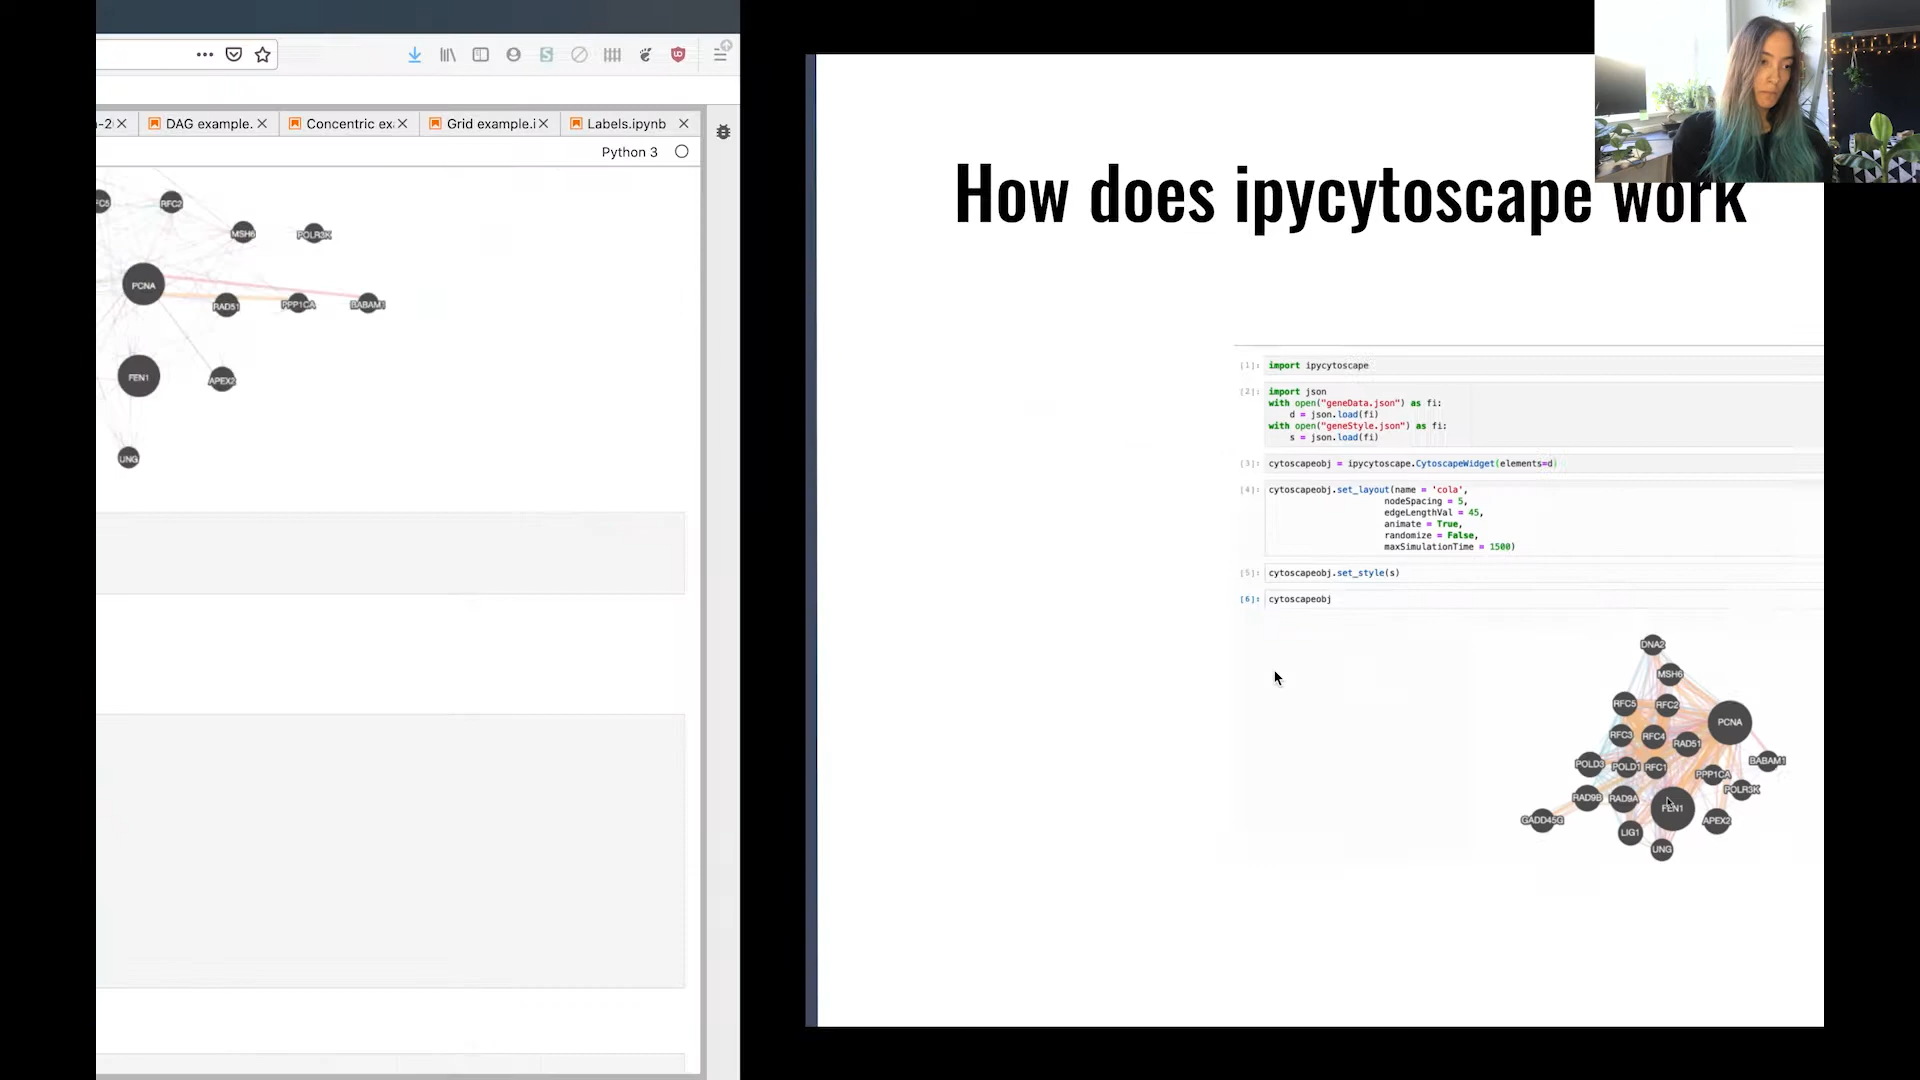 -2
DAG example.
Concentric ex
Grid example.i
Labels.ipynb
Python 3
RFC2
MSH6
POLR3K
PCNA
RAD51
PPP1CA
BABAM1
FEN1
APEX2
UNG
How does ipycytoscape work
[1]: import ipycytoscape
[2]: import json
with open("geneData.json") as fi:
d = json.load(fi)
with open("geneStyle.json") as fi:
s = json.load(fi)
[3]: cytoscapeobj = ipycytoscape.CytoscapeWidget(elements=d)
[4]: cytoscapeobj.set_layout(name = 'cola',
nodeSpacing = 5,
edgeLengthVal = 45,
animate = True,
randomize = False,
maxSimulationTime = 1500)
[5]: cytoscapeobj.set_style(s)
[6]: cytoscapeobj
DNA2
MSH6
RFC5
RFC2
PCNA
RFC3
RFC4
RAD51
BABAM1
POLD3
POLD1
RFC1
PPP1CA
POLR3K
RAD9B
RAD9A
FEN1
GADD45G
APEX2
LIG1
UNG